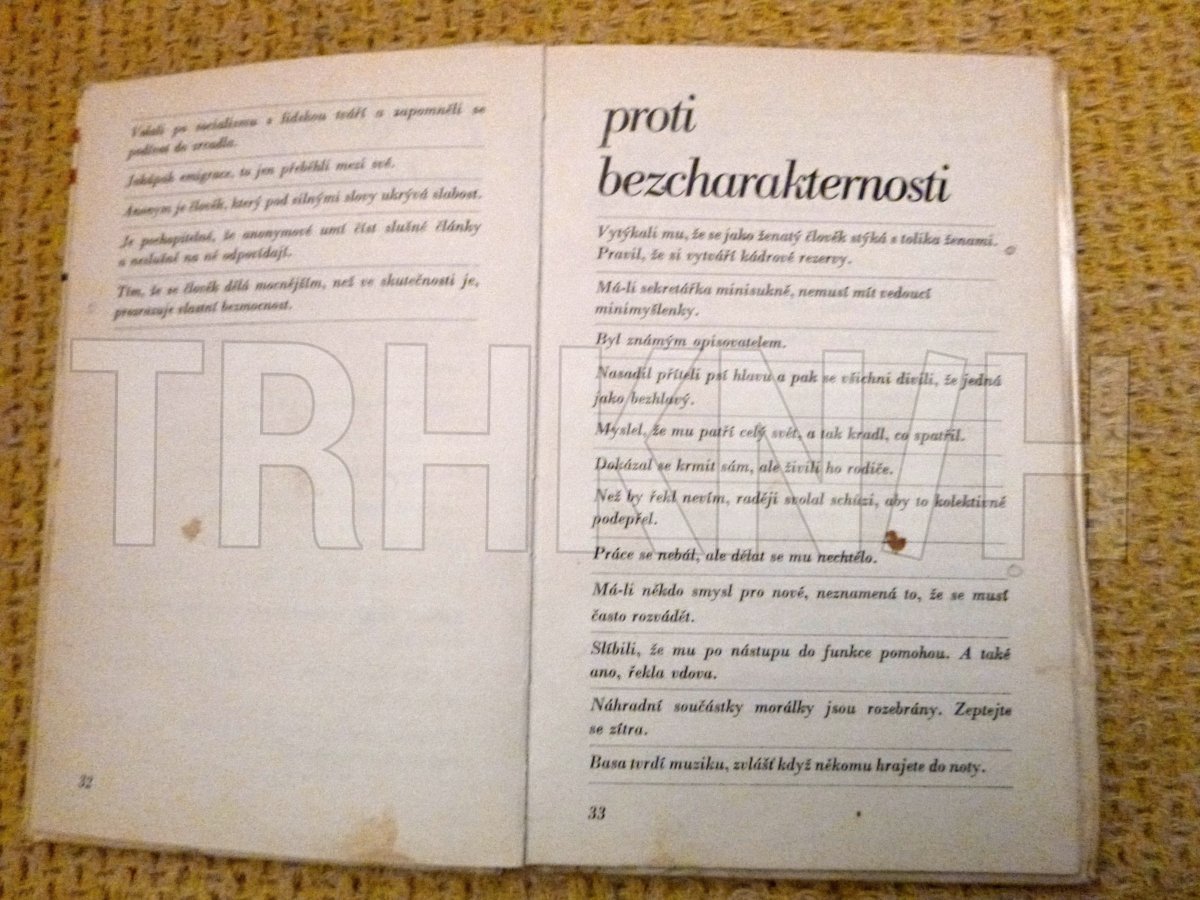 Volali po socialismu s lidskou tváří a zapomněli se
podívat do zrcadla.
Jakápak emigrace, to jen přeběhli mezi své.
Anonym je člověk, který pod silnými slovy ukrývá slabost.
Je pochopitelné, že anonymové umí číst slušné články
a neslušně na ně odpovídají.
Tím, že se člověk dělá mocnějším, než ve skutečnosti je,
prozrazuje vlastní bezmocnost.
32
proti
bezcharakternosti
Vytýkali mu, že se jako ženatý člověk stýká s tolika ženami.
Pravil, že si vytváří kádrové rezervy.
Má-li sekretářka minisukně, nemusí mít vedoucí
minimyšlenky.
Byl známým opisovatelem.
Nasadil příteli psí hlavu a pak se všichni divili, že jedná
jako bezhlavý.
Myslel, že mu patří celý svět, a tak kradl, co spatřil.
Dokázal se krmit sám, ale živili ho rodiče.
Než by řekl nevím, raději svolal schůzi, aby to kolektivně
podepřel.
Práce se nebál, ale dělat se mu nechtělo.
Má-li někdo smysl pro nové, neznamená to, že se musí
často rozvádět.
Slíbili, že mu po nástupu do funkce pomohou. A také
ano, řekla vdova.
Náhradní součástky morálky jsou rozebrány. Zeptejte
se zítra.
Basa tvrdí muziku, zvlášť když někomu hrajete do noty.
33
TRHKNIH